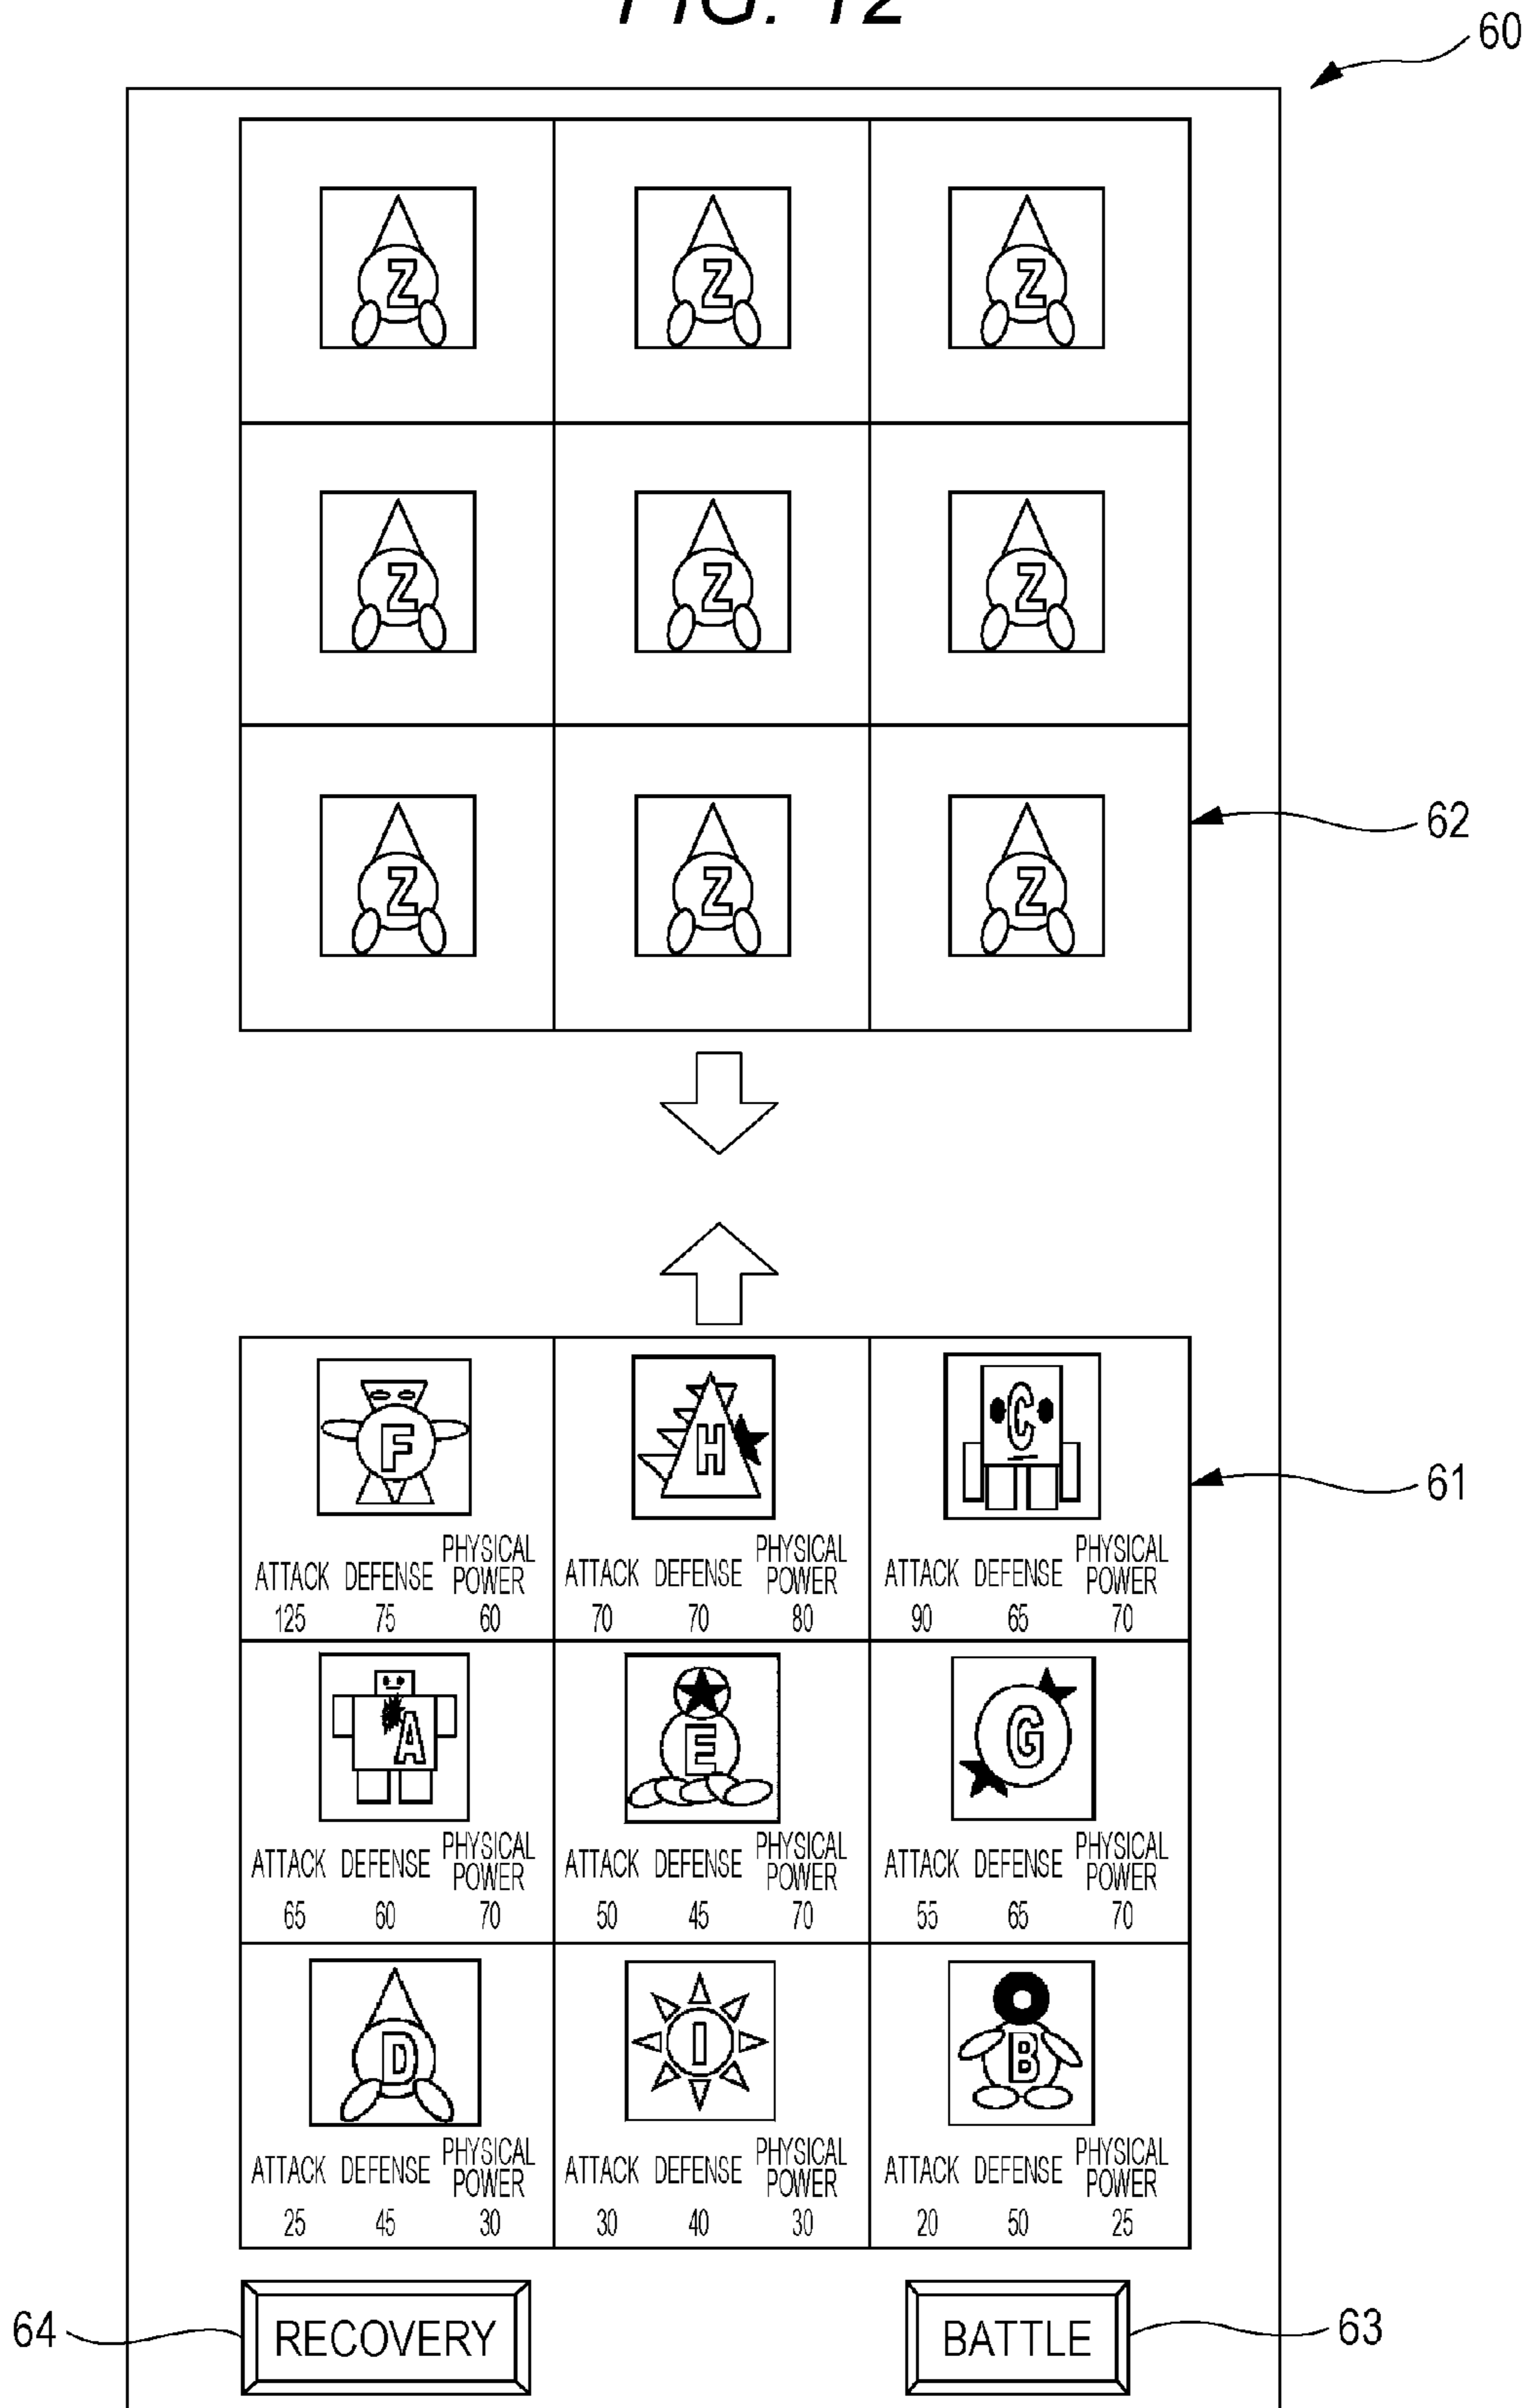 FIG. 12
60
Z Z Z
Z Z Z
Z Z Z
62
F H C
61
ATTACK DEFENSE PHYSICAL POWER ATTACK DEFENSE PHYSICAL POWER ATTACK DEFENSE PHYSICAL POWER
125 75 60 70 70 80 90 65 70
A E G
ATTACK DEFENSE PHYSICAL POWER ATTACK DEFENSE PHYSICAL POWER ATTACK DEFENSE PHYSICAL POWER
65 60 70 50 45 70 55 65 70
D I B
ATTACK DEFENSE PHYSICAL POWER ATTACK DEFENSE PHYSICAL POWER ATTACK DEFENSE PHYSICAL POWER
25 45 30 30 40 30 20 50 25
64 RECOVERY BATTLE 63